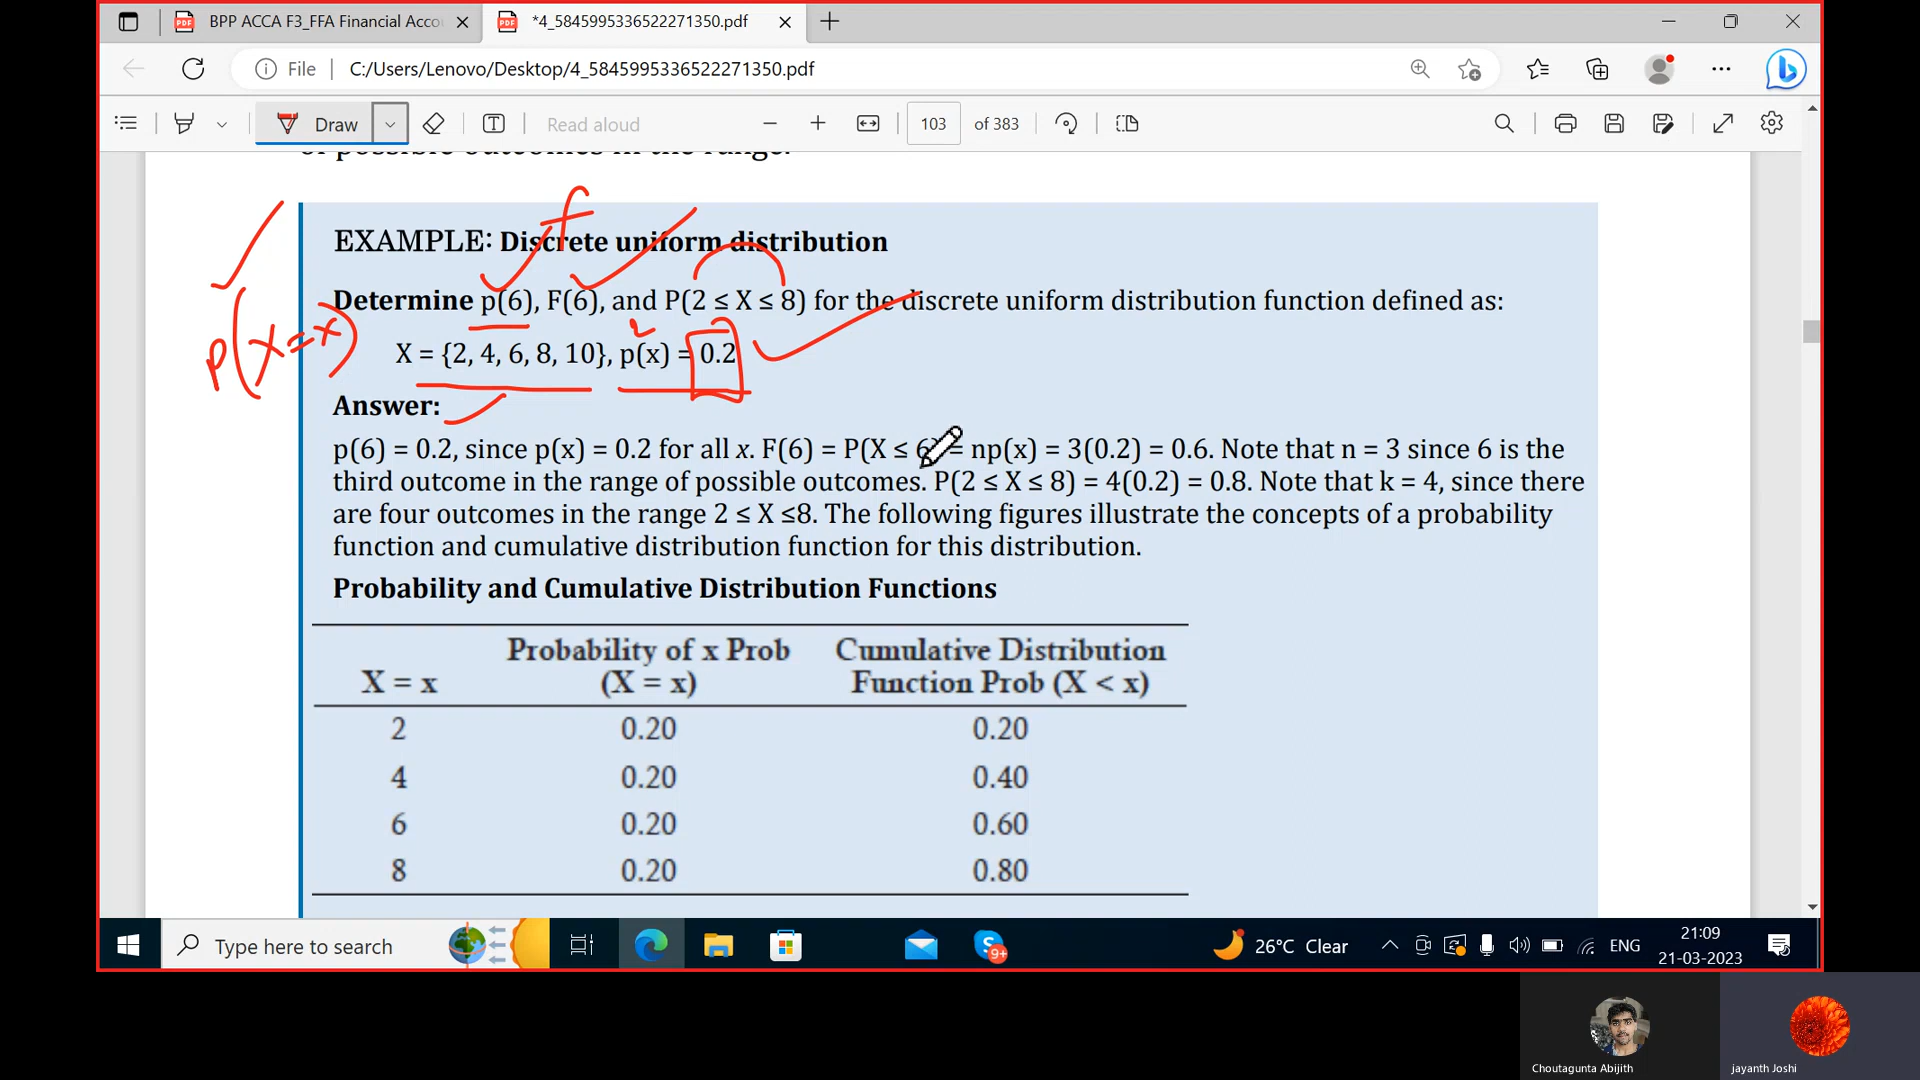 BPP ACCA F3_FFA Financial Acco
*4_5845995336522271350.pdf
File
C:/Users/Lenovo/Desktop/4_5845995336522271350.pdf
Draw
Read aloud
103 of 383
of possible outcomes in the range.
f
EXAMPLE: Discrete uniform distribution
Determine p(6), F(6), and P(2 ≤ X ≤ 8) for the discrete uniform distribution function defined as:
P(X=x)
X = {2, 4, 6, 8, 10}, p(x) = 0.2
Answer:
p(6) = 0.2, since p(x) = 0.2 for all x. F(6) = P(X ≤ 6) = np(x) = 3(0.2) = 0.6. Note that n = 3 since 6 is the
third outcome in the range of possible outcomes. P(2 ≤ X ≤ 8) = 4(0.2) = 0.8. Note that k = 4, since there
are four outcomes in the range 2 ≤ X ≤8. The following figures illustrate the concepts of a probability
function and cumulative distribution function for this distribution.
Probability and Cumulative Distribution Functions
X = x
Probability of x Prob
(X = x)
Cumulative Distribution
Function Prob (X < x)
2 0.20 0.20
4 0.20 0.40
6 0.20 0.60
8 0.20 0.80
Type here to search
9+
26°C Clear
ENG
21:09
21-03-2023
Choutagunta Abijith
jayanth Joshi